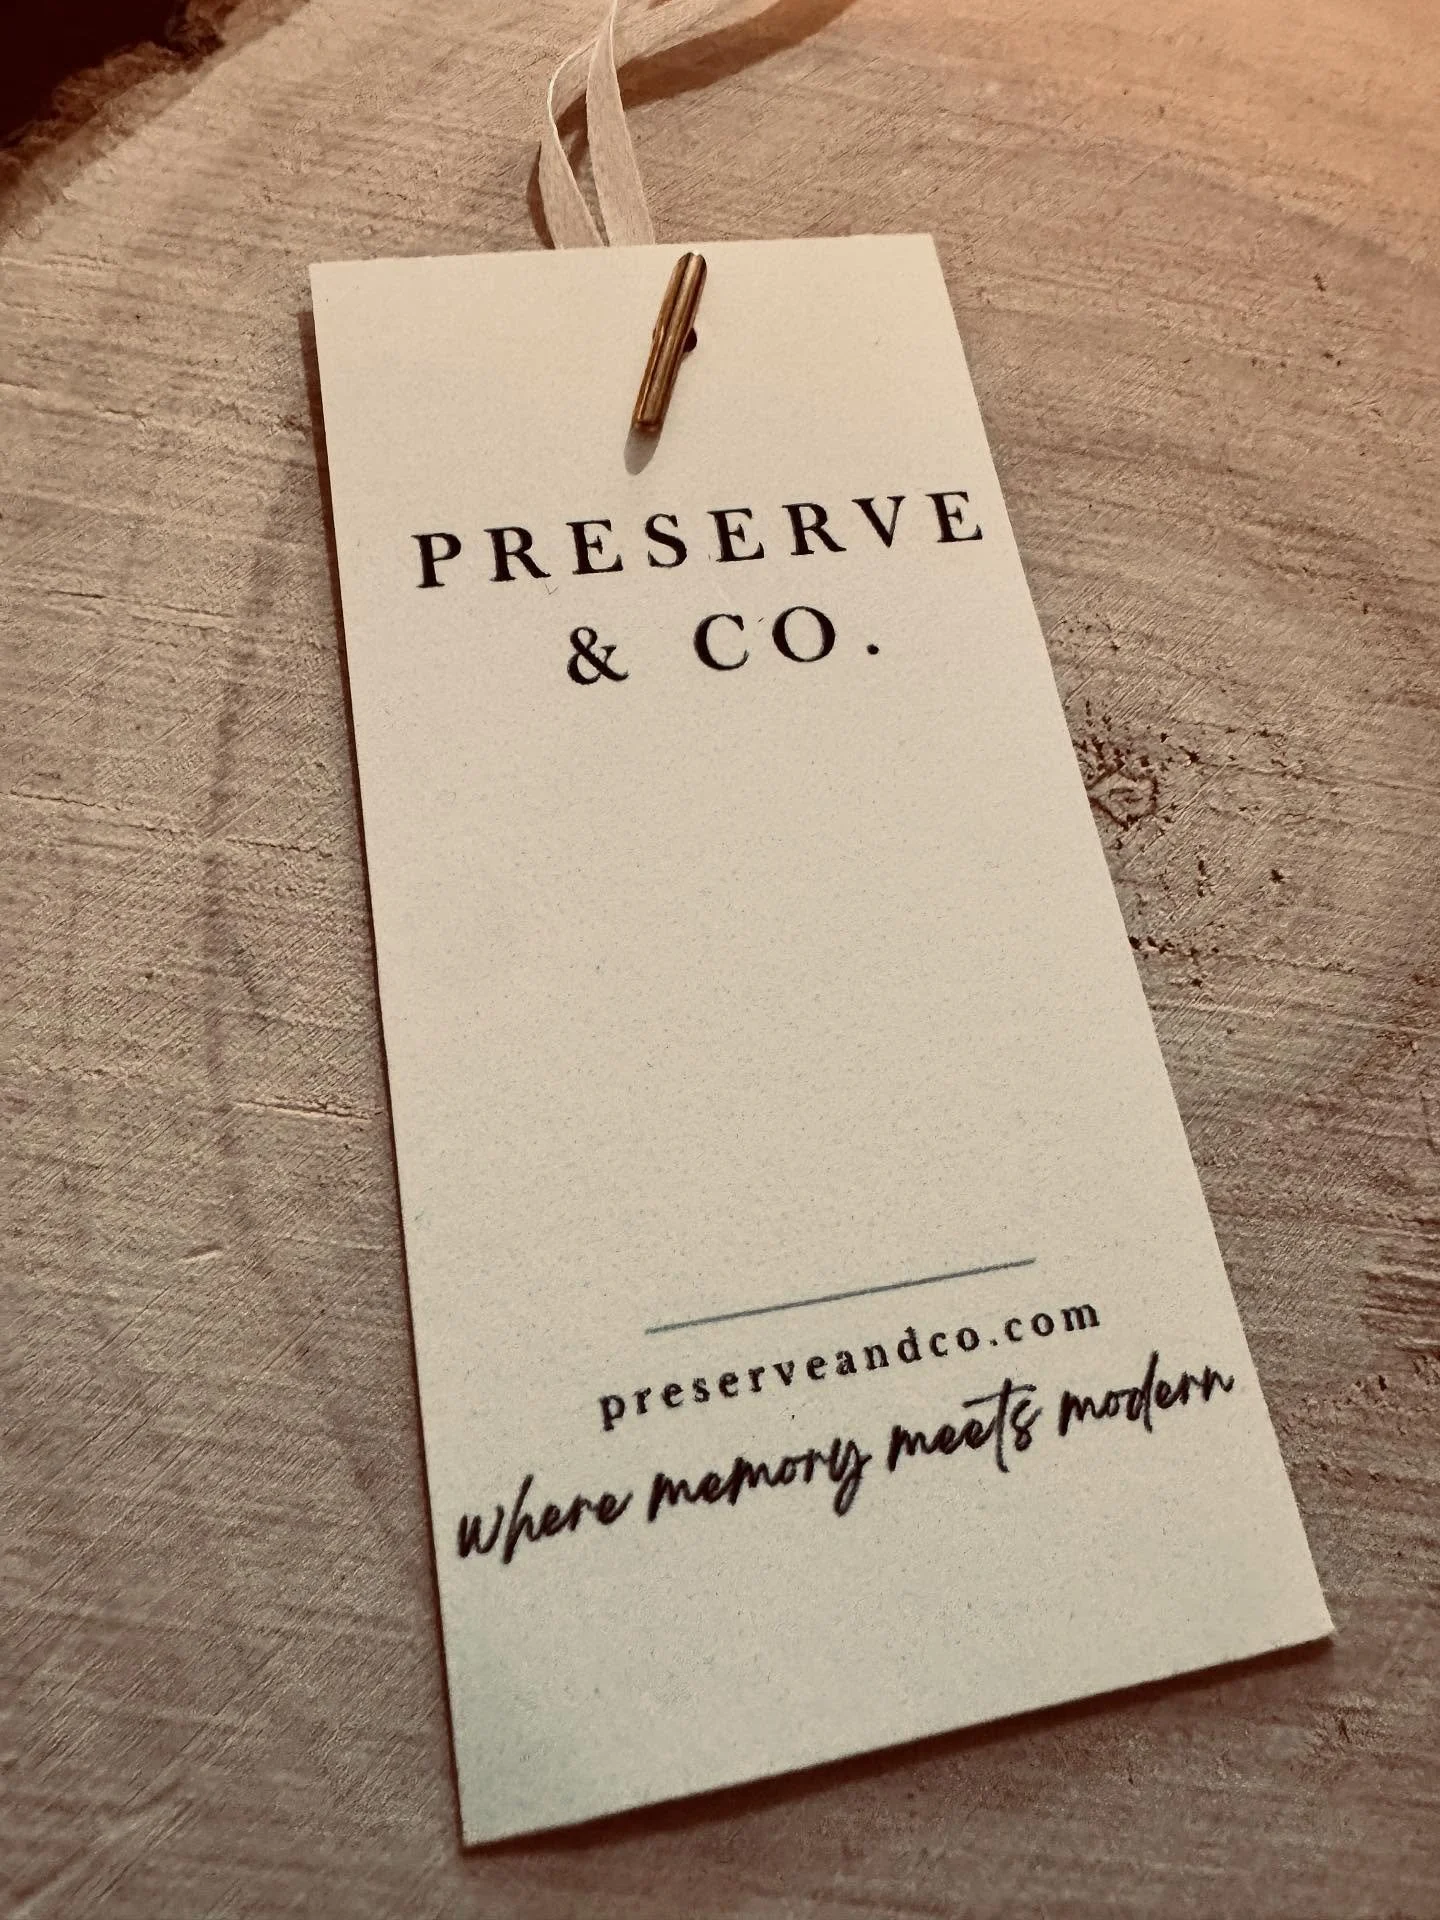 PRESERVE
& CO.
preserveandco.com
where memory meets modern